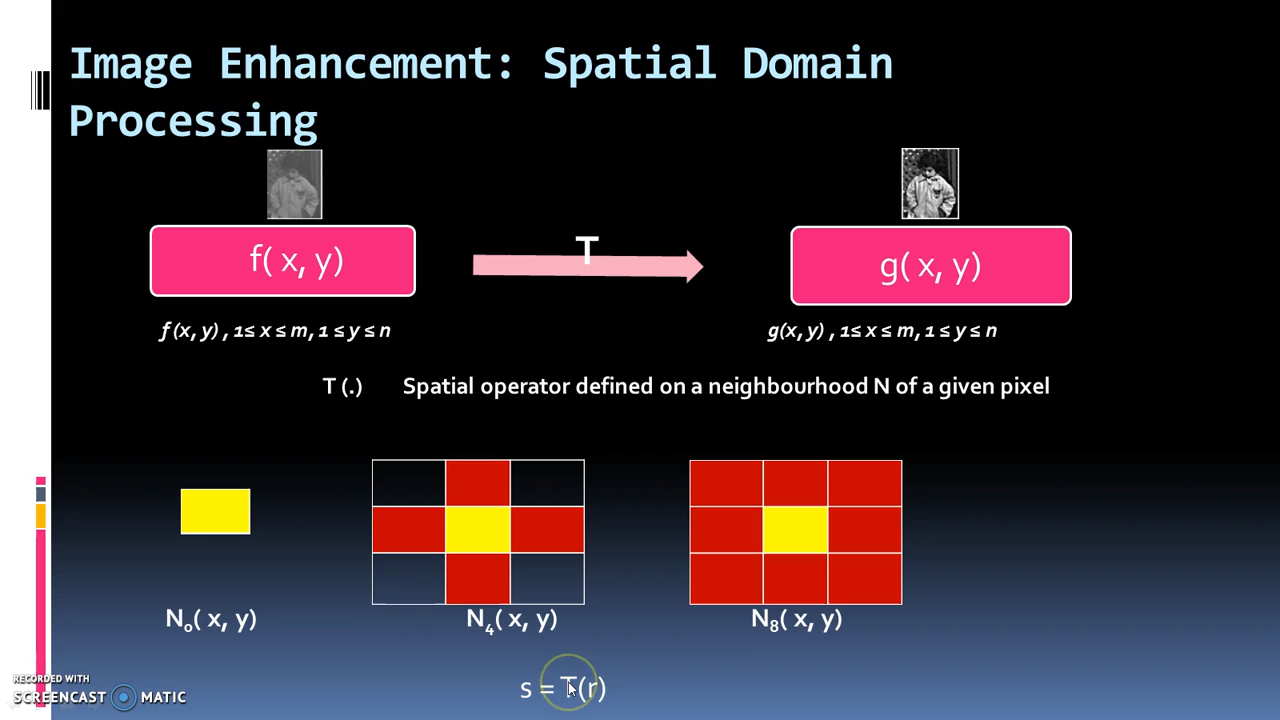 Image Enhancement: Spatial Domain
Processing
f( x, y)
T
g( x, y)
f (x, y) , 1≤ x ≤ m, 1 ≤ y ≤ n
g(x, y) , 1≤ x ≤ m, 1 ≤ y ≤ n
T (.) Spatial operator defined on a neighbourhood N of a given pixel
N₀( x, y)
N₄( x, y)
N₈( x, y)
s = T(r)
RECORDED WITH
SCREENCAST MATIC